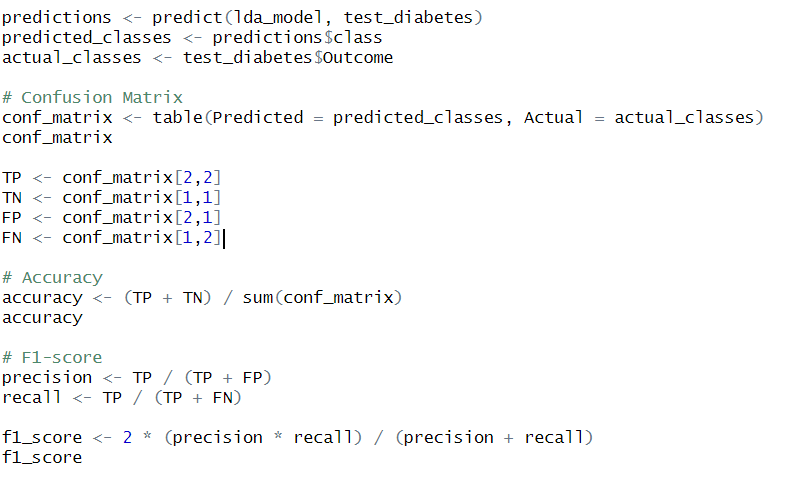 predictions <- predict(lda_model, test_diabetes)
predicted_classes <- predictions$class
actual_classes <- test_diabetes$Outcome
# Confusion Matrix
conf_matrix <- table(Predicted = predicted_classes, Actual = actual_classes)
conf_matrix
TP <- conf_matrix[2,2]
TN <- conf_matrix[1,1]
FP <- conf_matrix[2,1]
FN <- conf_matrix[1,2]
# Accuracy
accuracy <- (TP + TN) / sum(conf_matrix)
accuracy
# F1-score
precision <- TP / (TP + FP)
recall <- TP / (TP + FN)
f1_score <- 2 * (precision * recall) / (precision + recall)
f1_score